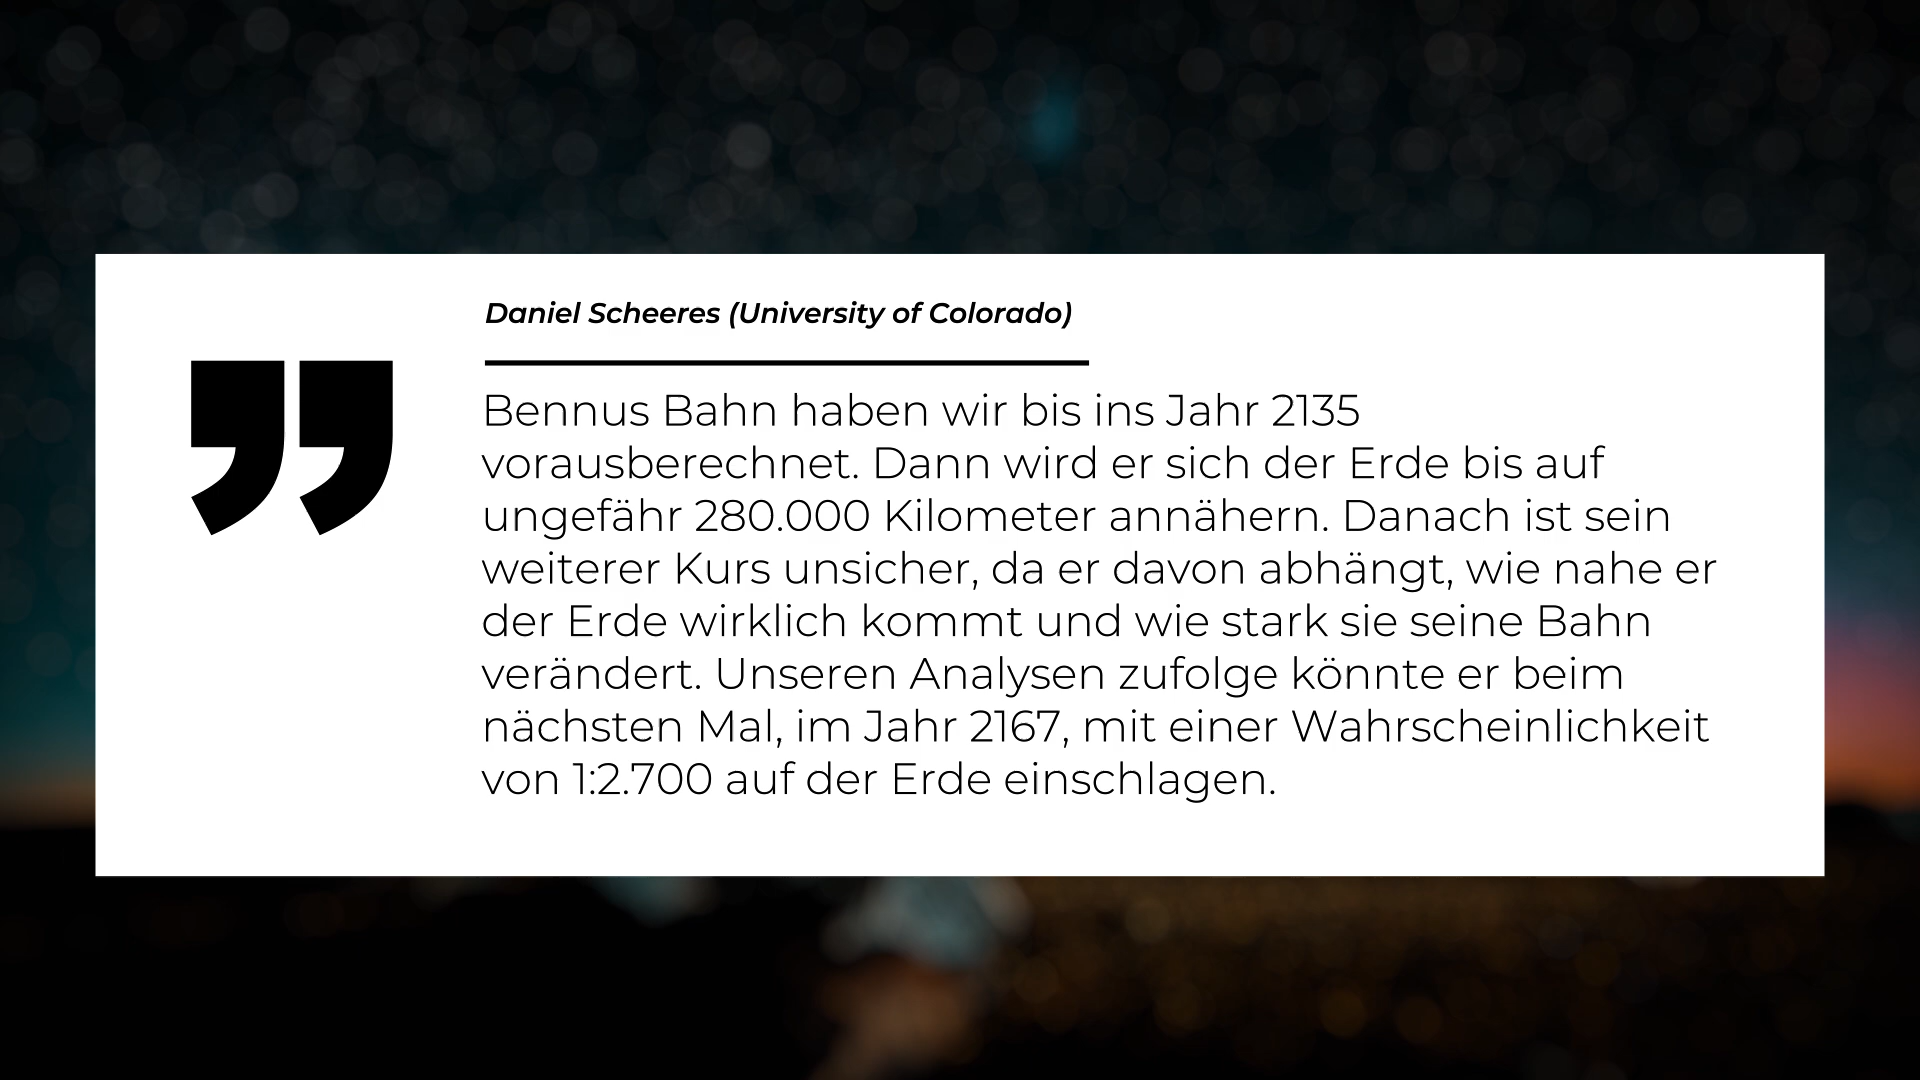 Daniel Scheeres (University of Colorado)
Bennus Bahn haben wir bis ins Jahr 2135
vorausberechnet. Dann wird er sich der Erde bis auf
ungefähr 280.000 Kilometer annähern. Danach ist sein
weiterer Kurs unsicher, da er davon abhängt, wie nahe er
der Erde wirklich kommt und wie stark sie seine Bahn
verändert. Unseren Analysen zufolge könnte er beim
nächsten Mal, im Jahr 2167, mit einer Wahrscheinlichkeit
von 1:2.700 auf der Erde einschlagen.